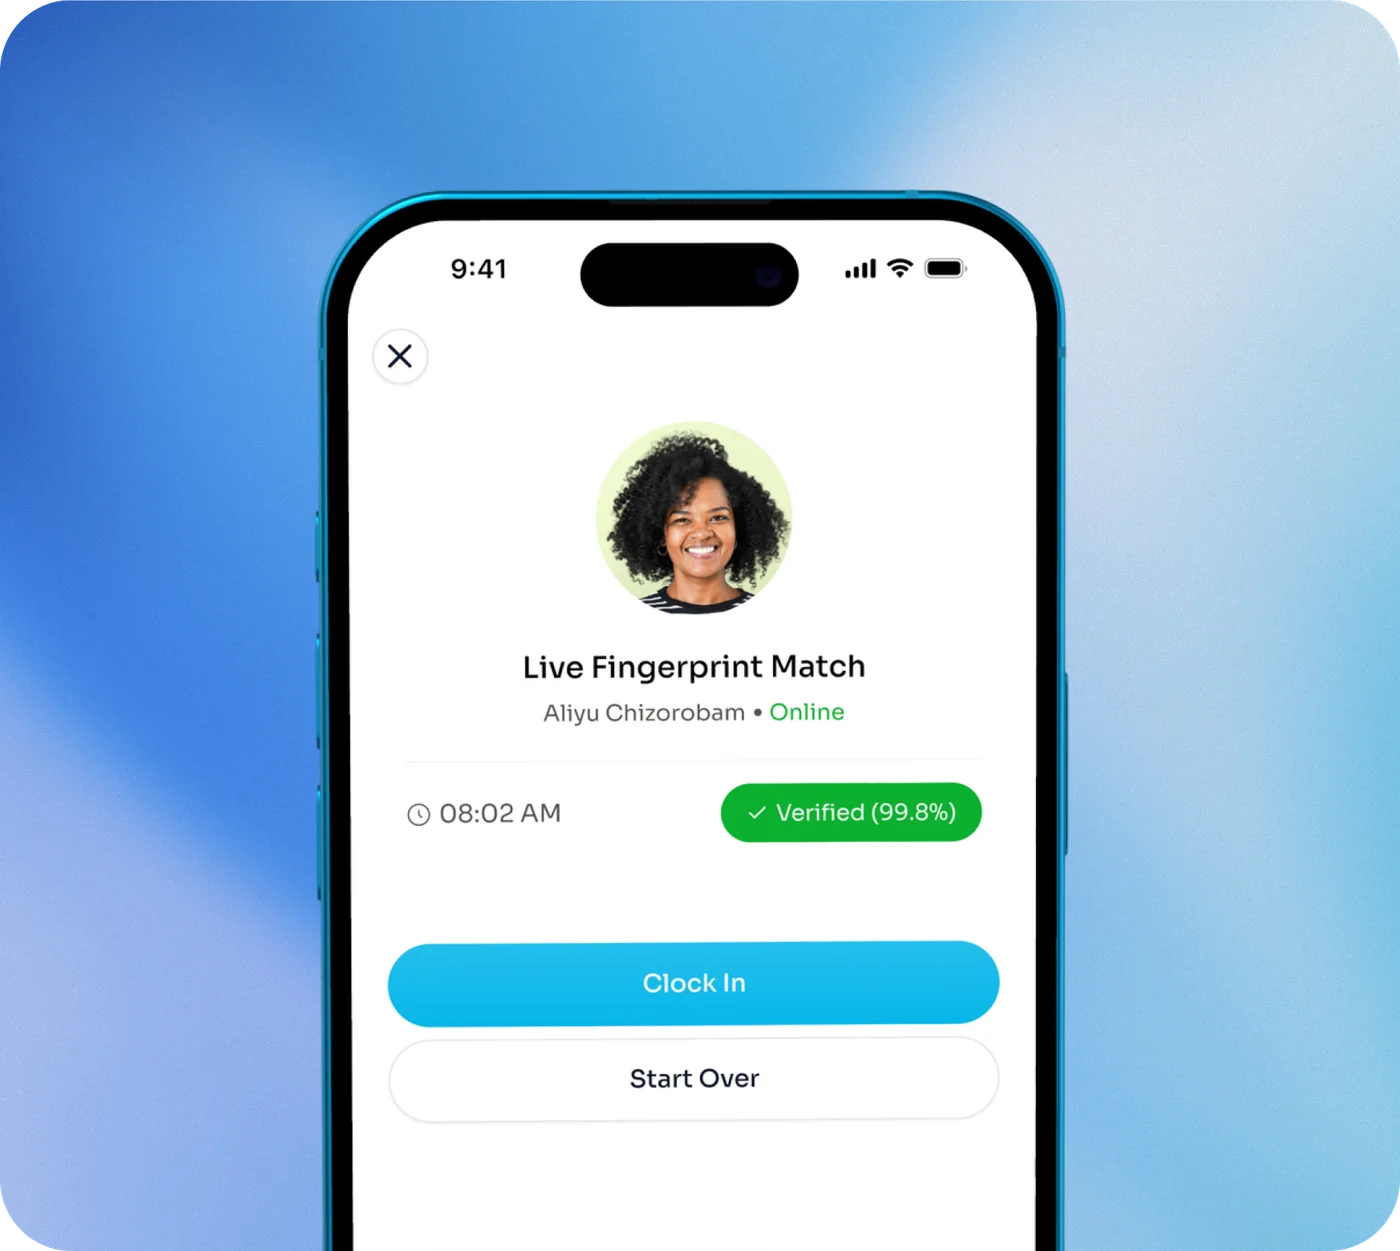 9:41
Live Fingerprint Match
Aliyu Chizorobam • Online
08:02 AM
Verified (99.8%)
Clock In
Start Over